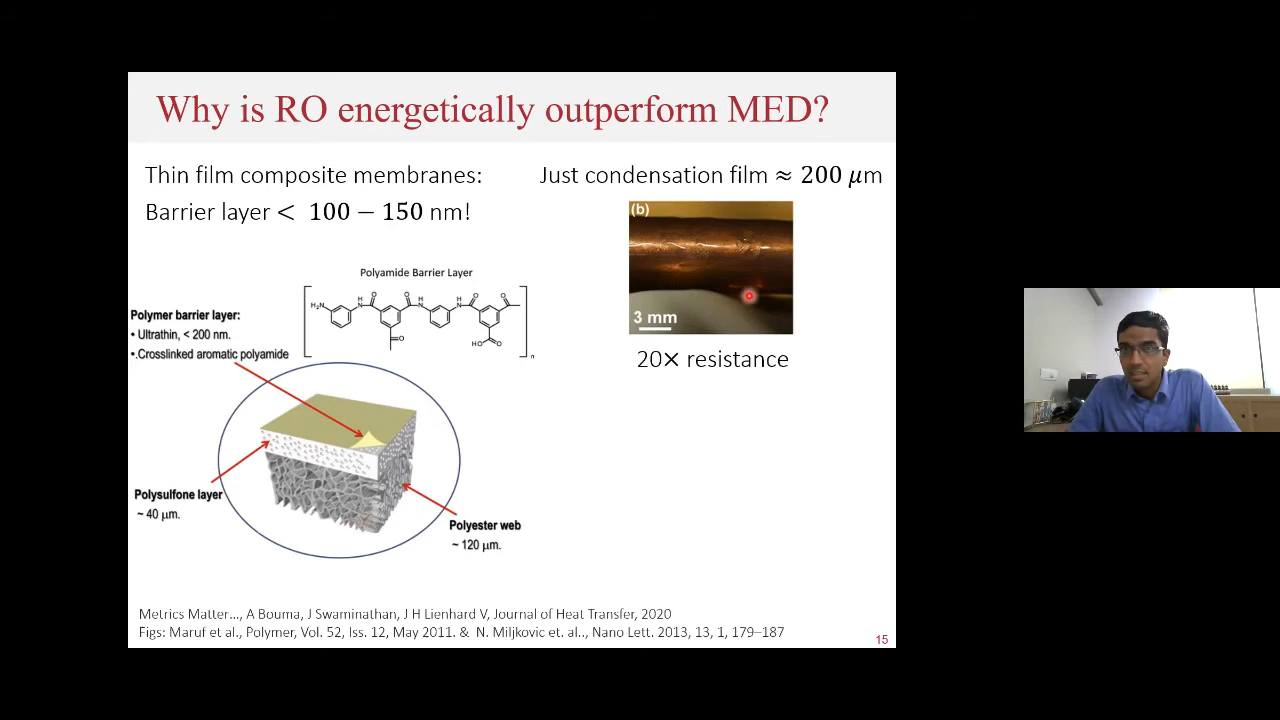 Why is RO energetically outperform MED?
Thin film composite membranes:
Barrier layer < 100 − 150 nm!
Just condensation film ≈ 200 μm
(b)
3 mm
20× resistance
Polyamide Barrier Layer
H₂N
H
N
O
O
H
N
H
N
O
O
O
HO
O
n
Polymer barrier layer:
• Ultrathin, < 200 nm.
• .Crosslinked aromatic polyamide
Polysulfone layer
~ 40 μm.
Polyester web
~ 120 μm.
Metrics Matter…, A Bouma, J Swaminathan, J H Lienhard V, Journal of Heat Transfer, 2020
Figs: Maruf et al., Polymer, Vol. 52, Iss. 12, May 2011. & N. Miljkovic et. al.., Nano Lett. 2013, 13, 1, 179–187
15